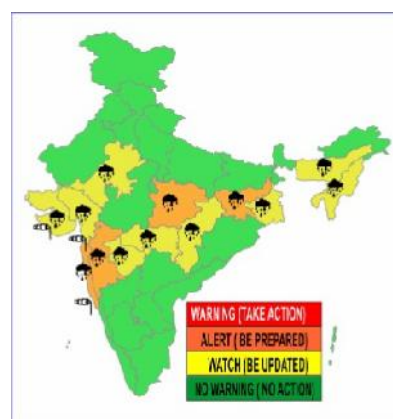 WARNING (TAKE ACTION)
ALERT ( BE PREPARED)
WATCH (BE UPDATED)
NO WARNING ( NO ACTION)